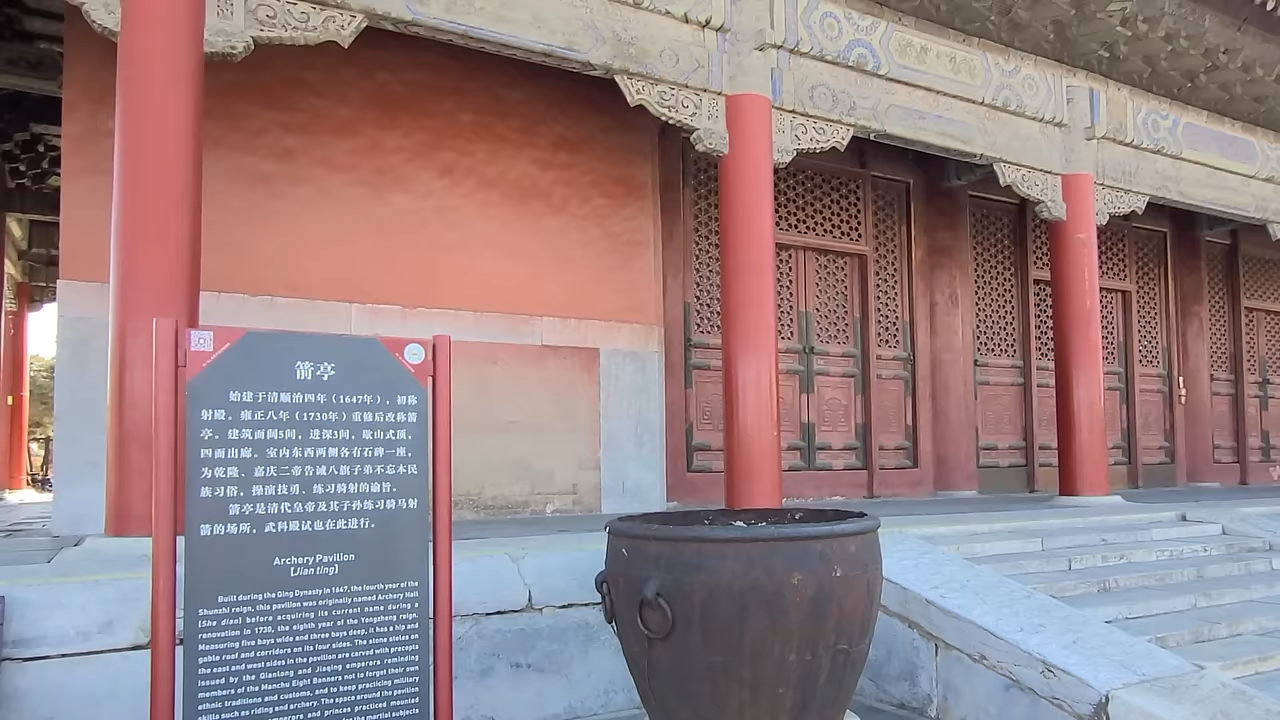 箭亭
始建于清顺治四年（1647年），初称
射殿。雍正八年（1730年）重修后改称箭
亭。建筑面阔5间，进深3间，歇山式顶，
四面出廊。室内东西两侧各有石碑一座，
为乾隆、嘉庆二帝告诫八旗子弟不忘本民
族习俗，操演技勇、练习骑射的谕旨。
箭亭是清代皇帝及其子孙练习骑马射
箭的场所，武科殿试也在此进行。
Archery Pavilion
(Jian ting)
Built during the Qing Dynasty in 1647, the fourth year of the
Shunzhi reign, this pavilion was originally named Archery Hall
(She dian) before acquiring its current name during a
renovation in 1730, the eighth year of the Yongzheng reign.
Measuring five bays wide and three bays deep, it has a hip and
gable roof and corridors on its four sides. The stone steles on
the east and west sides in the pavilion are carved with precepts
issued by the Qianlong and Jiaqing emperors reminding
members of the Manchu Eight Banners not to forget their own
ethnic traditions and customs, and to keep practicing military
skills such as riding and archery. The space around the pavilion
emperors and princes practiced mounted
for the martial subjects